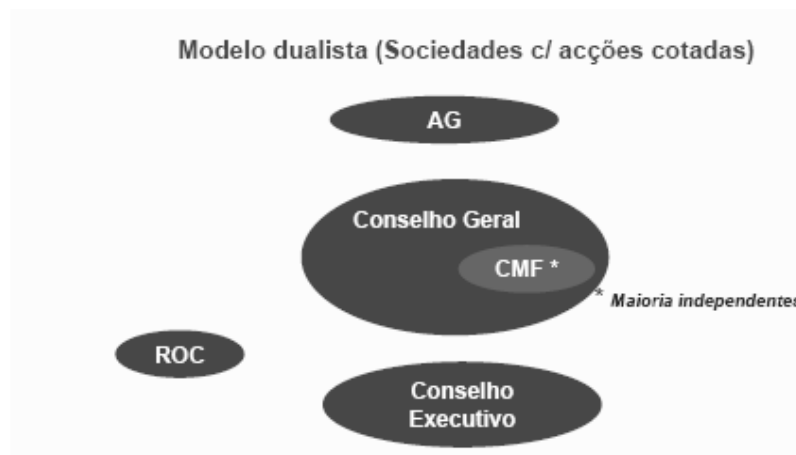 Modelo dualista (Sociedades c/ acções cotadas)
AG
Conselho Geral
CMF *
* Maioria independentes
ROC
Conselho
Executivo